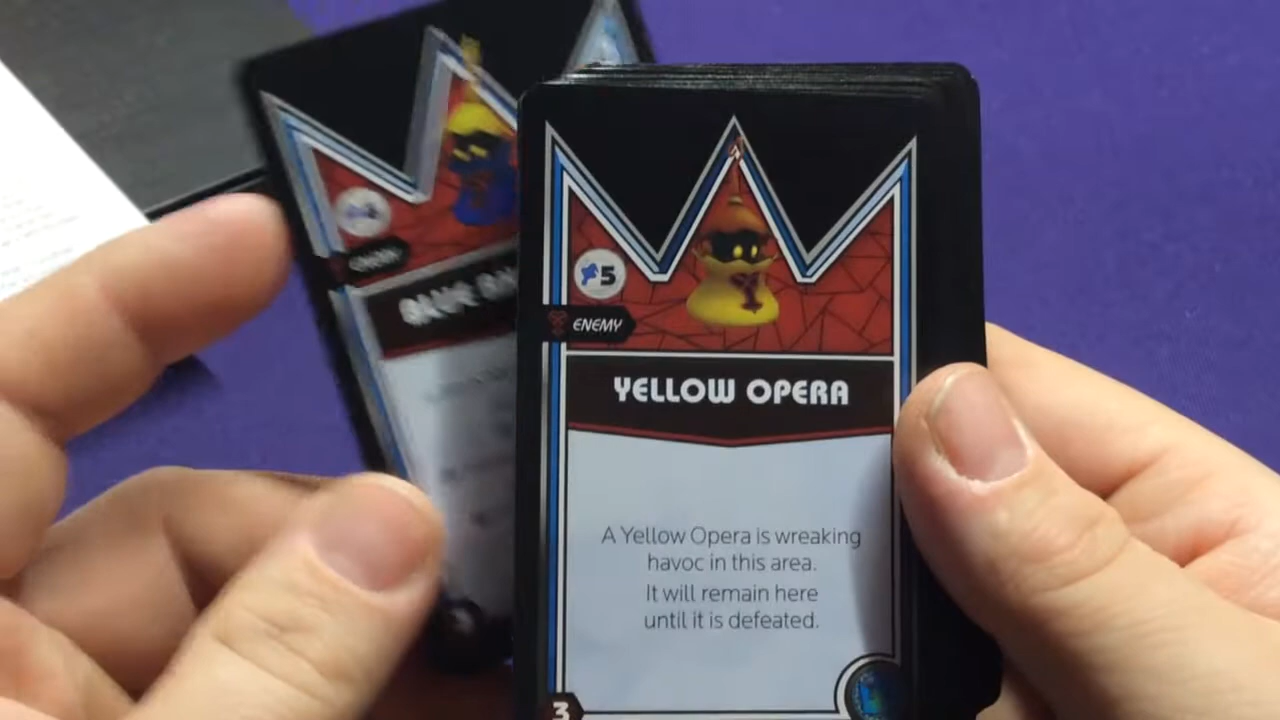 5
ENEMY
YELLOW OPERA
A Yellow Opera is wreaking
havoc in this area.
It will remain here
until it is defeated.
3